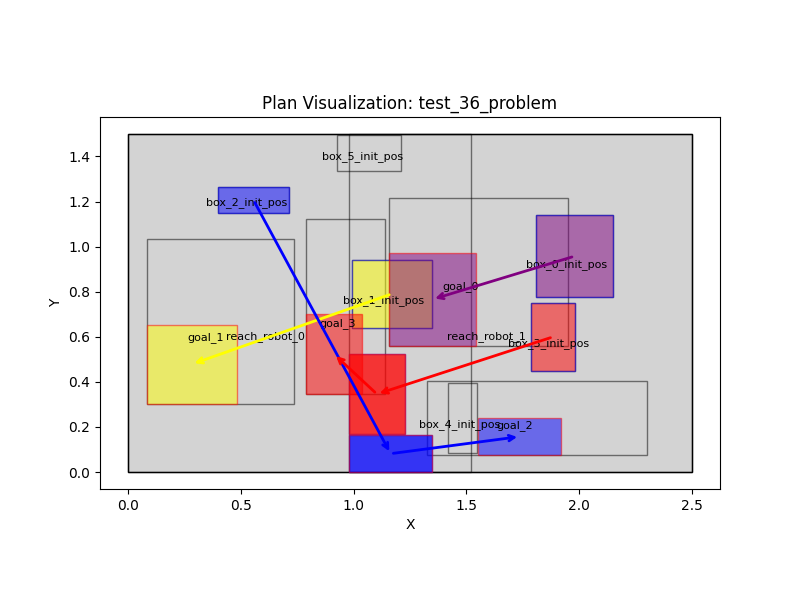 Plan Visualization: test_36_problem
1.4
1.2
1.0
0.8
0.6
0.4
0.2
0.0
Y
box_5_init_pos
box_2_init_pos
box_0_init_pos
goal_0
box_1_init_pos
goal_3
goal_1
reach_robot_0
reach_robot_1
box_3_init_pos
box_4_init_pos
goal_2
0.0 0.5 1.0 1.5 2.0 2.5
X